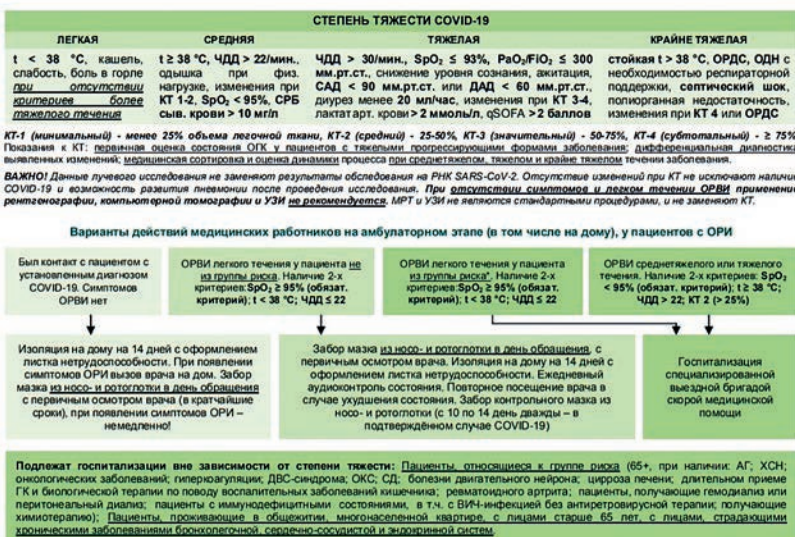 СТЕПЕНЬ ТЯЖЕСТИ COVID-19
ЛЕГКАЯ
t < 38 °C, кашель,
слабость, боль в горле
при отсутствии
критериев более
тяжелого течения
СРЕДНЯЯ
t ≥ 38 °C, ЧДД > 22/мин.,
одышка при физ.
нагрузке, изменения при
КТ 1-2, SpO₂ < 95%, СРБ
сыв. крови > 10 мг/л
ТЯЖЕЛАЯ
ЧДД > 30/мин., SpO₂ ≤ 93%, PaO₂/FiO₂ ≤ 300
мм.рт.ст., снижение уровня сознания, ажитация,
САД < 90 мм.рт.ст. или ДАД < 60 мм.рт.ст.,
диурез менее 20 мл/час, изменения при КТ 3-4,
лактат арт. крови > 2 ммоль/л, qSOFA > 2 баллов
КРАЙНЕ ТЯЖЕЛАЯ
стойкая t > 38 °C, ОРДС, ОДН с
необходимостью респираторной
поддержки, септический шок,
полиорганная недостаточность,
изменения при КТ 4 или ОРДС
КТ-1 (минимальный) - менее 25% объема легочной ткани, КТ-2 (средний) - 25-50%, КТ-3 (значительный) - 50-75%, КТ-4 (субтотальный) - ≥ 75%
Показания к КТ: первичная оценка состояния ОГК у пациентов с тяжелыми прогрессирующими формами заболевания; дифференциальная диагностика
выявленных изменений; медицинская сортировка и оценка динамики процесса при среднетяжелом, тяжелом и крайне тяжелом течении заболевания.
ВАЖНО! Данные лучевого исследования не заменяют результаты обследования на РНК SARS-CoV-2. Отсутствие изменений при КТ не исключают наличие
COVID-19 и возможность развития пневмонии после проведения исследования. При отсутствии симптомов и легком течении ОРВИ применение
рентгенографии, компьютерной томографии и УЗИ не рекомендуется. МРТ и УЗИ не являются стандартными процедурами, и не заменяют КТ.
Варианты действий медицинских работников на амбулаторном этапе (в том числе на дому), у пациентов с ОРИ
Был контакт с пациентом с
установленным диагнозом
COVID-19. Симптомов
ОРВИ нет
ОРВИ легкого течения у пациента не
из группы риска. Наличие 2-х
критериев:SpO₂ ≥ 95% (обязат.
критерий); t < 38 °C; ЧДД ≤ 22
ОРВИ легкого течения у пациента
из группы риска*. Наличие 2-х
критериев:SpO₂ ≥ 95% (обязат.
критерий); t < 38 °C; ЧДД ≤ 22
ОРВИ среднетяжелого или тяжелого
течения. Наличие 2-х критериев: SpO₂
< 95% (обязат. критерий); t ≥ 38 °C;
ЧДД > 22; КТ 2 (> 25%)
Изоляция на дому на 14 дней с оформлением
листка нетрудоспособности. При появлении
симптомов ОРИ вызов врача на дом. Забор
мазка из носо- и ротоглотки в день обращения
с первичным осмотром врача (в кратчайшие
сроки), при появлении симптомов ОРИ –
немедленно!
Забор мазка из носо- и ротоглотки в день обращения, с
первичным осмотром врача. Изоляция на дому на 14 дней с
оформлением листка нетрудоспособности. Ежедневный
аудиоконтроль состояния. Повторное посещение врача в
случае ухудшения состояния. Забор контрольного мазка из
носо- и ротоглотки (с 10 по 14 день дважды – в
подтверждённом случае COVID-19)
Госпитализация
специализированной
выездной бригадой
скорой медицинской
помощи
Подлежат госпитализации вне зависимости от степени тяжести: Пациенты, относящиеся к группе риска (65+, при наличии: АГ; ХСН;
онкологических заболеваний; гиперкоагуляции; ДВС-синдрома; ОКС; СД; болезни двигательного нейрона; цирроза печени; длительном приеме
ГК и биологической терапии по поводу воспалительных заболеваний кишечника; ревматоидного артрита; пациенты, получающие гемодиализ или
перитонеальный диализ; пациенты с иммунодефицитными состояниями, в т.ч. с ВИЧ-инфекцией без антиретровирусной терапии; получающие
химиотерапию); Пациенты, проживающие в общежитии, многонаселенной квартире, с лицами старше 65 лет, с лицами, страдающими
хроническими заболеваниями бронхолегочной, сердечно-сосудистой и эндокринной систем.